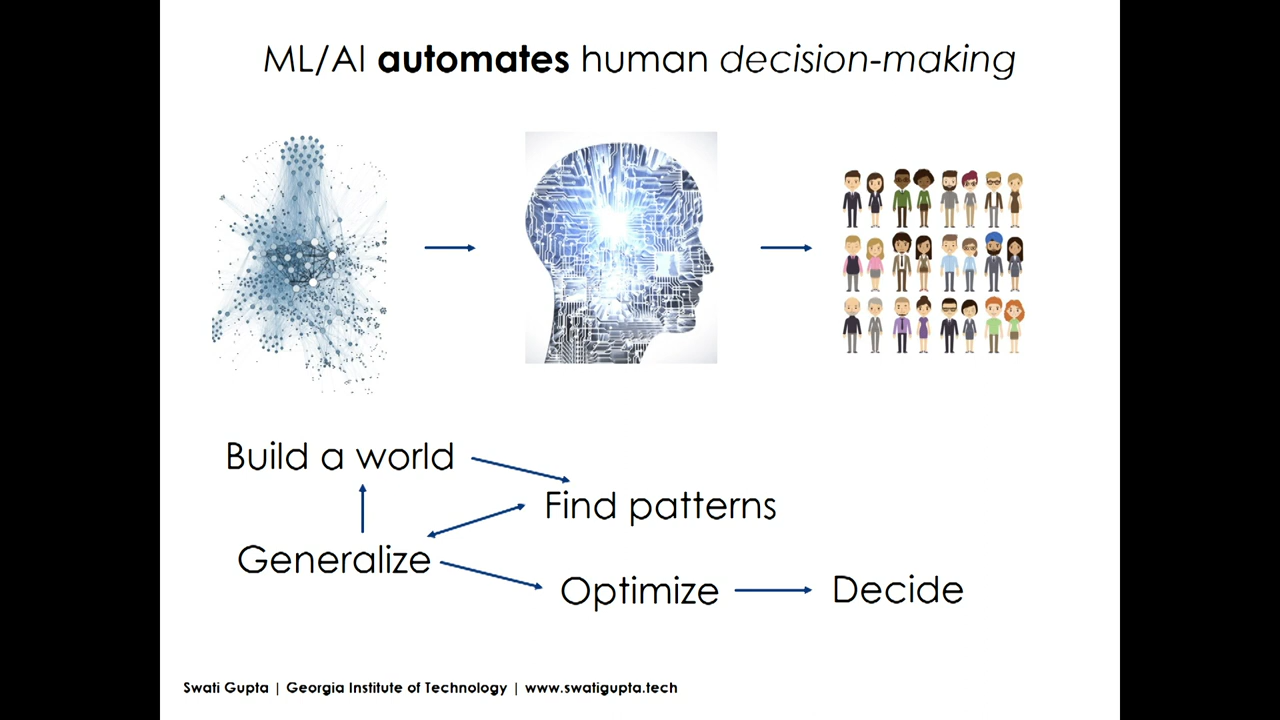 ML/AI automates human decision-making
Build a world
Find patterns
Generalize
Optimize
Decide
Swati Gupta | Georgia Institute of Technology | www.swatigupta.tech